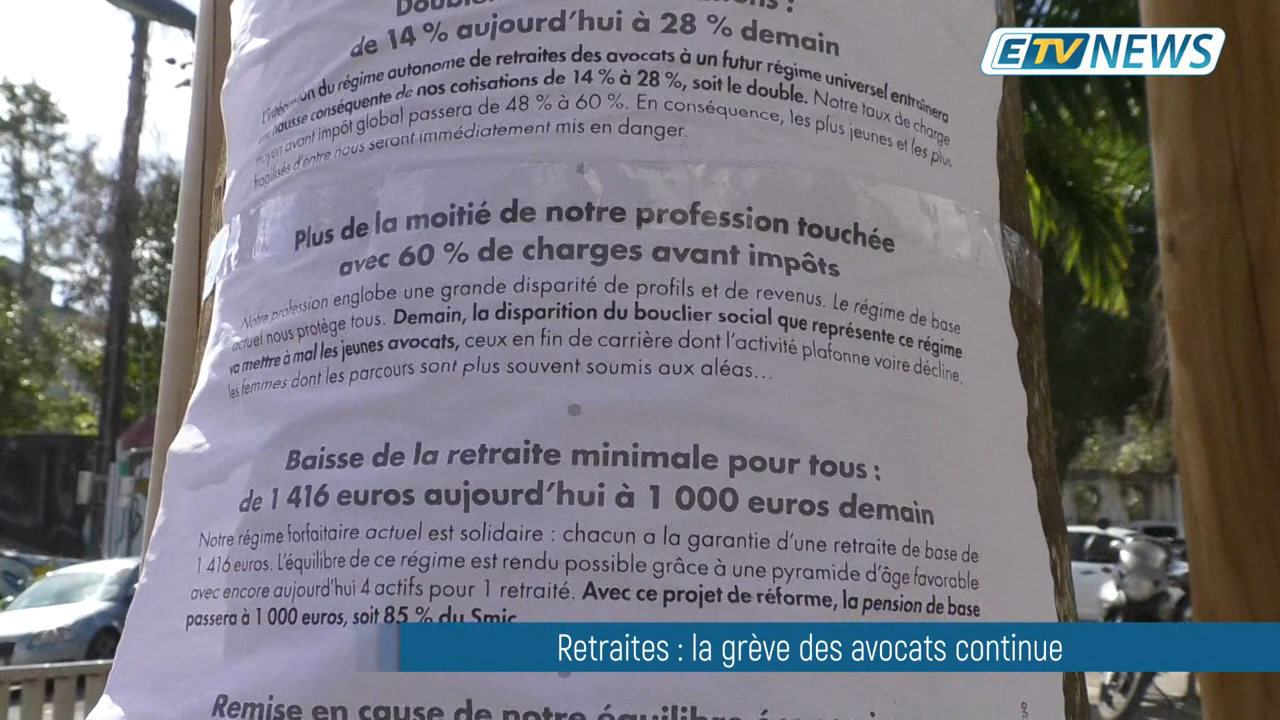 ETV NEWS
de 14 % aujourd'hui à 28 % demain
du régime autonome de retraites des avocats à un futur régime universel entraînera
hausse conséquente de nos cotisations de 14 % à 28 %, soit le double. Notre taux de charge
moyen avant impôt global passera de 48 % à 60 %. En conséquence, les plus jeunes et les plus
fragilisés d'entre nous seront immédiatement mis en danger.
Plus de la moitié de notre profession touchée
avec 60 % de charges avant impôts
Notre profession englobe une grande disparité de profils et de revenus. Le régime de base
actuel nous protège tous. Demain, la disparition du bouclier social que représente ce régime
va mettre à mal les jeunes avocats, ceux en fin de carrière dont l'activité plafonne voire décline,
les femmes dont les parcours sont plus souvent soumis aux aléas...
Baisse de la retraite minimale pour tous :
de 1 416 euros aujourd'hui à 1 000 euros demain
Notre régime forfaitaire actuel est solidaire : chacun a la garantie d'une retraite de base de
1 416 euros. L'équilibre de ce régime est rendu possible grâce à une pyramide d'âge favorable
avec encore aujourd'hui 4 actifs pour 1 retraité. Avec ce projet de réforme, la pension de base
passera à 1 000 euros, soit 85 % du Smic
Retraites : la grève des avocats continue
Remise en cause de notre équilibre